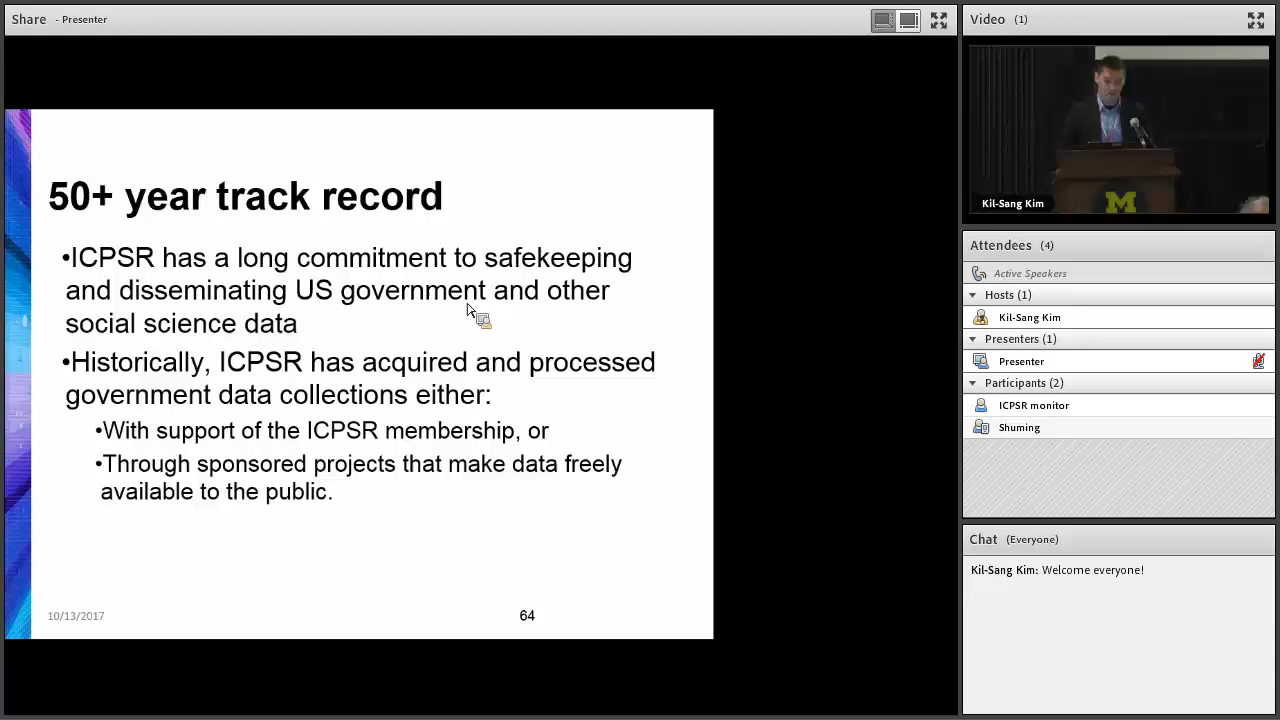 Share - Presenter
50+ year track record
•ICPSR has a long commitment to safekeeping
and disseminating US government and other
social science data
•Historically, ICPSR has acquired and processed
government data collections either:
•With support of the ICPSR membership, or
•Through sponsored projects that make data freely
available to the public.
10/13/2017
64
Video (1)
M
Kil-Sang Kim
Attendees (4)
Active Speakers
Hosts (1)
Kil-Sang Kim
Presenters (1)
Presenter
Participants (2)
ICPSR monitor
Shuming
Chat (Everyone)
Kil-Sang Kim: Welcome everyone!